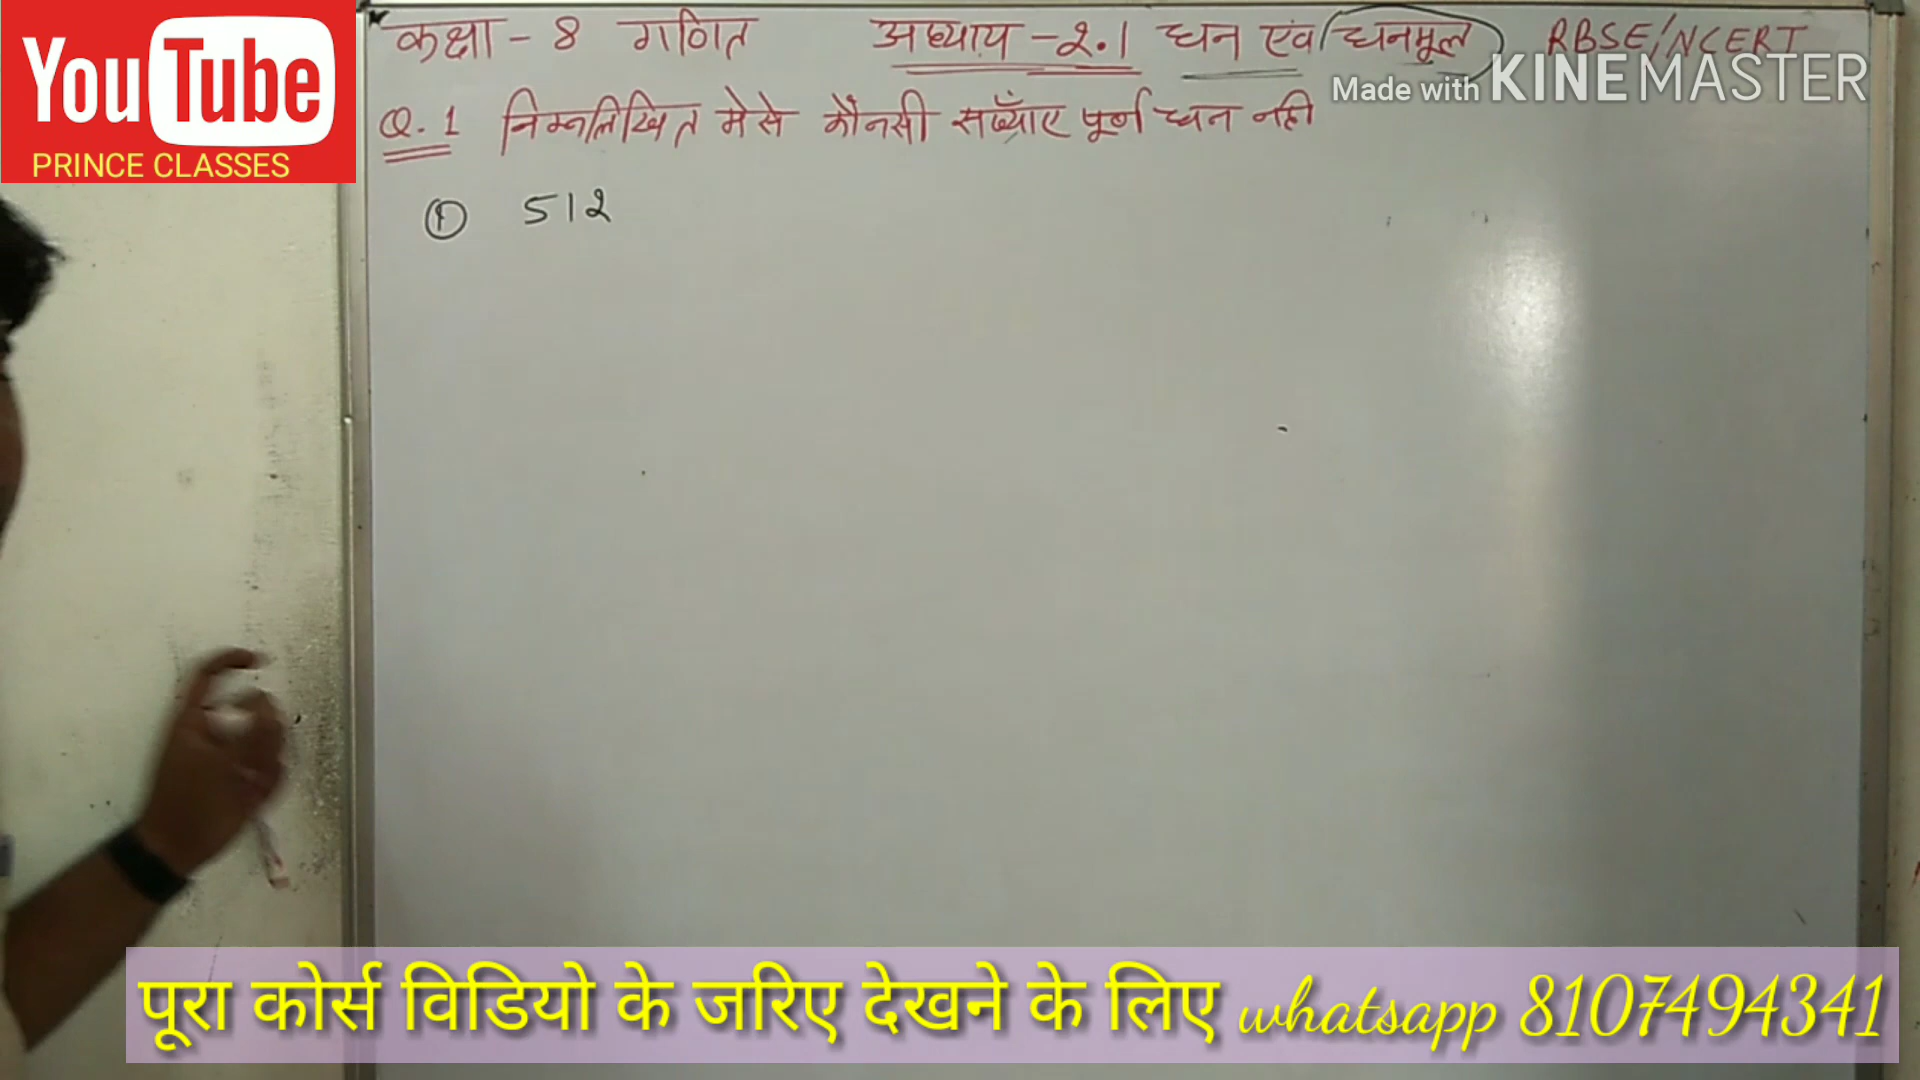 YouTube
PRINCE CLASSES
कक्षा - 8 गणित अध्याय - 2.1 घन एवं घनमूल RBSE/NCERT
Made with KINEMASTER
Q.1 निम्नलिखित मे से कौनसी सख्याँए पूर्ण घन नही
① 512
पूरा कोर्स विडियो के जरिए देखने के लिए whatsapp 8107494341